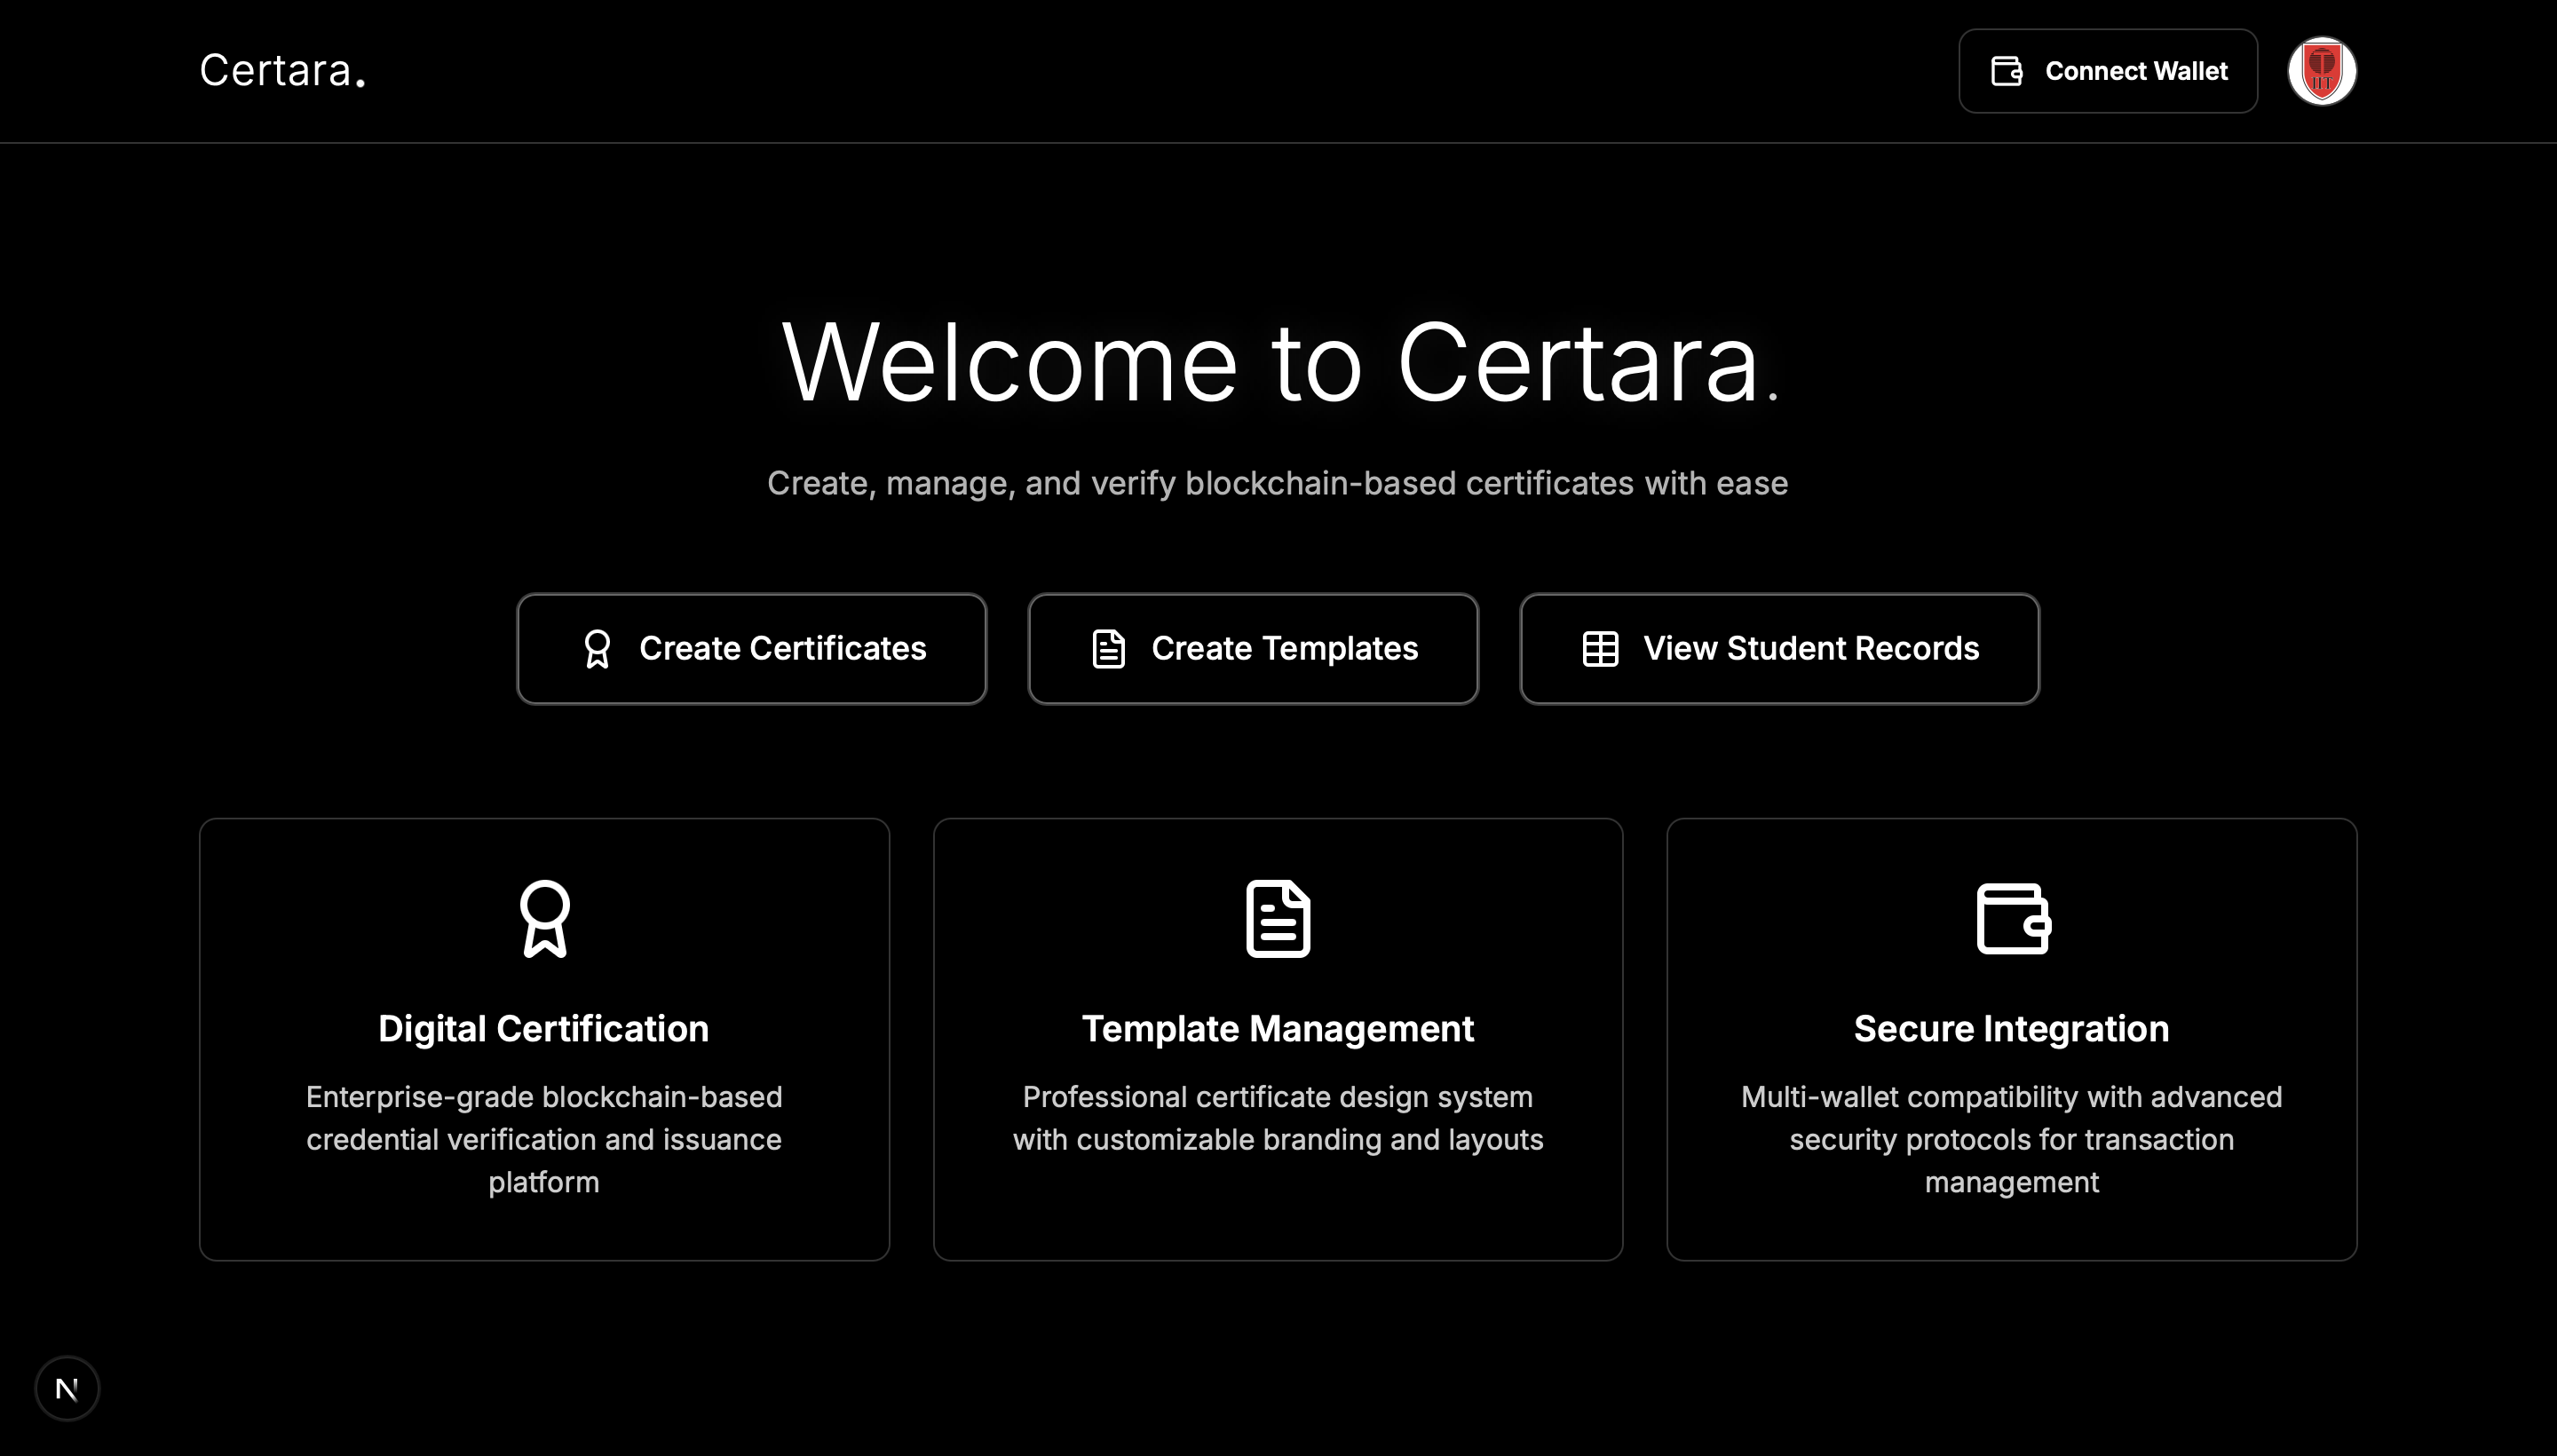 Certara.
Connect Wallet
IIT
Welcome to Certara.
Create, manage, and verify blockchain-based certificates with ease
Create Certificates
Create Templates
View Student Records
Digital Certification
Enterprise-grade blockchain-based
credential verification and issuance
platform
Template Management
Professional certificate design system
with customizable branding and layouts
Secure Integration
Multi-wallet compatibility with advanced
security protocols for transaction
management
N